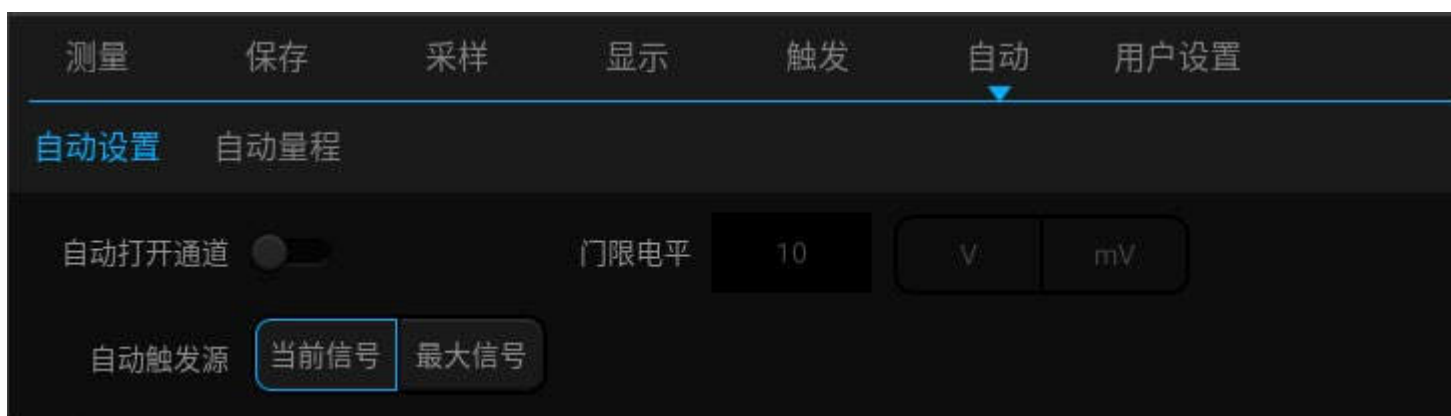 测量 保存 采样 显示 触发 自动 用户设置
自动设置 自动量程
自动打开通道 门限电平 10 V mV
自动触发源 当前信号 最大信号